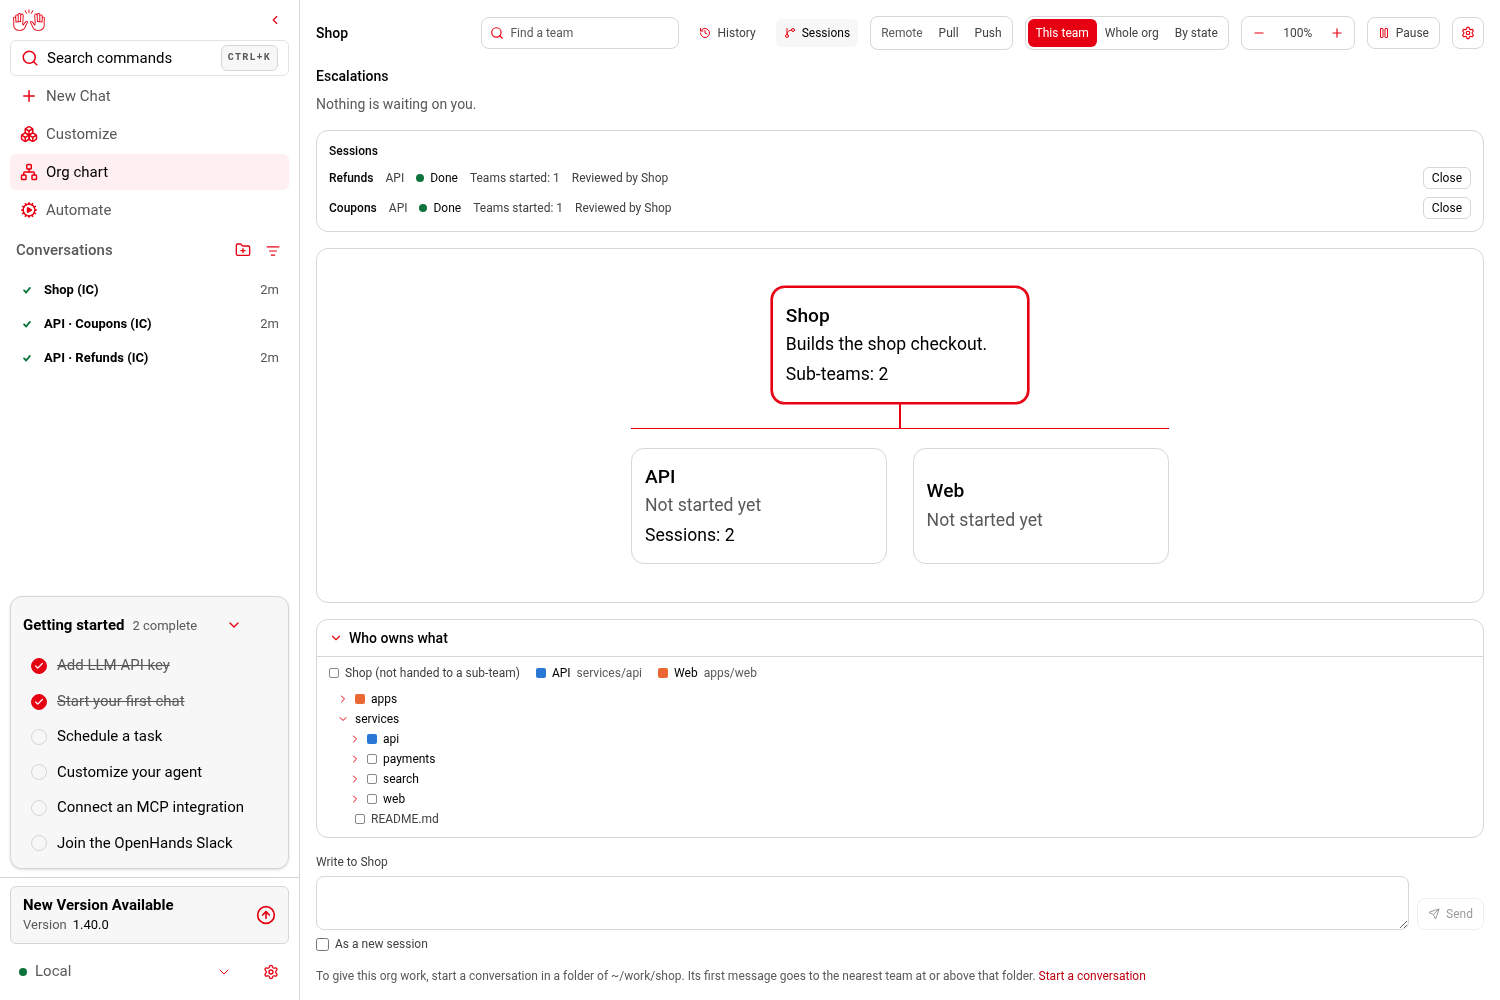 Search commands
CTRL+K
New Chat
Customize
Org chart
Automate
Conversations
Shop (IC) 2m
API · Coupons (IC) 2m
API · Refunds (IC) 2m
Getting started 2 complete
Add LLM API key
Start your first chat
Schedule a task
Customize your agent
Connect an MCP integration
Join the OpenHands Slack
New Version Available
Version 1.40.0
Local
Shop
Find a team
History
Sessions
Remote Pull Push
This team Whole org By state
100%
Pause
Escalations
Nothing is waiting on you.
Sessions
Refunds API Done Teams started: 1 Reviewed by Shop Close
Coupons API Done Teams started: 1 Reviewed by Shop Close
Shop
Builds the shop checkout.
Sub-teams: 2
API
Not started yet
Sessions: 2
Web
Not started yet
Who owns what
Shop (not handed to a sub-team) API services/api Web apps/web
apps
services
api
payments
search
web
README.md
Write to Shop
Send
As a new session
To give this org work, start a conversation in a folder of ~/work/shop. Its first message goes to the nearest team at or above that folder. Start a conversation